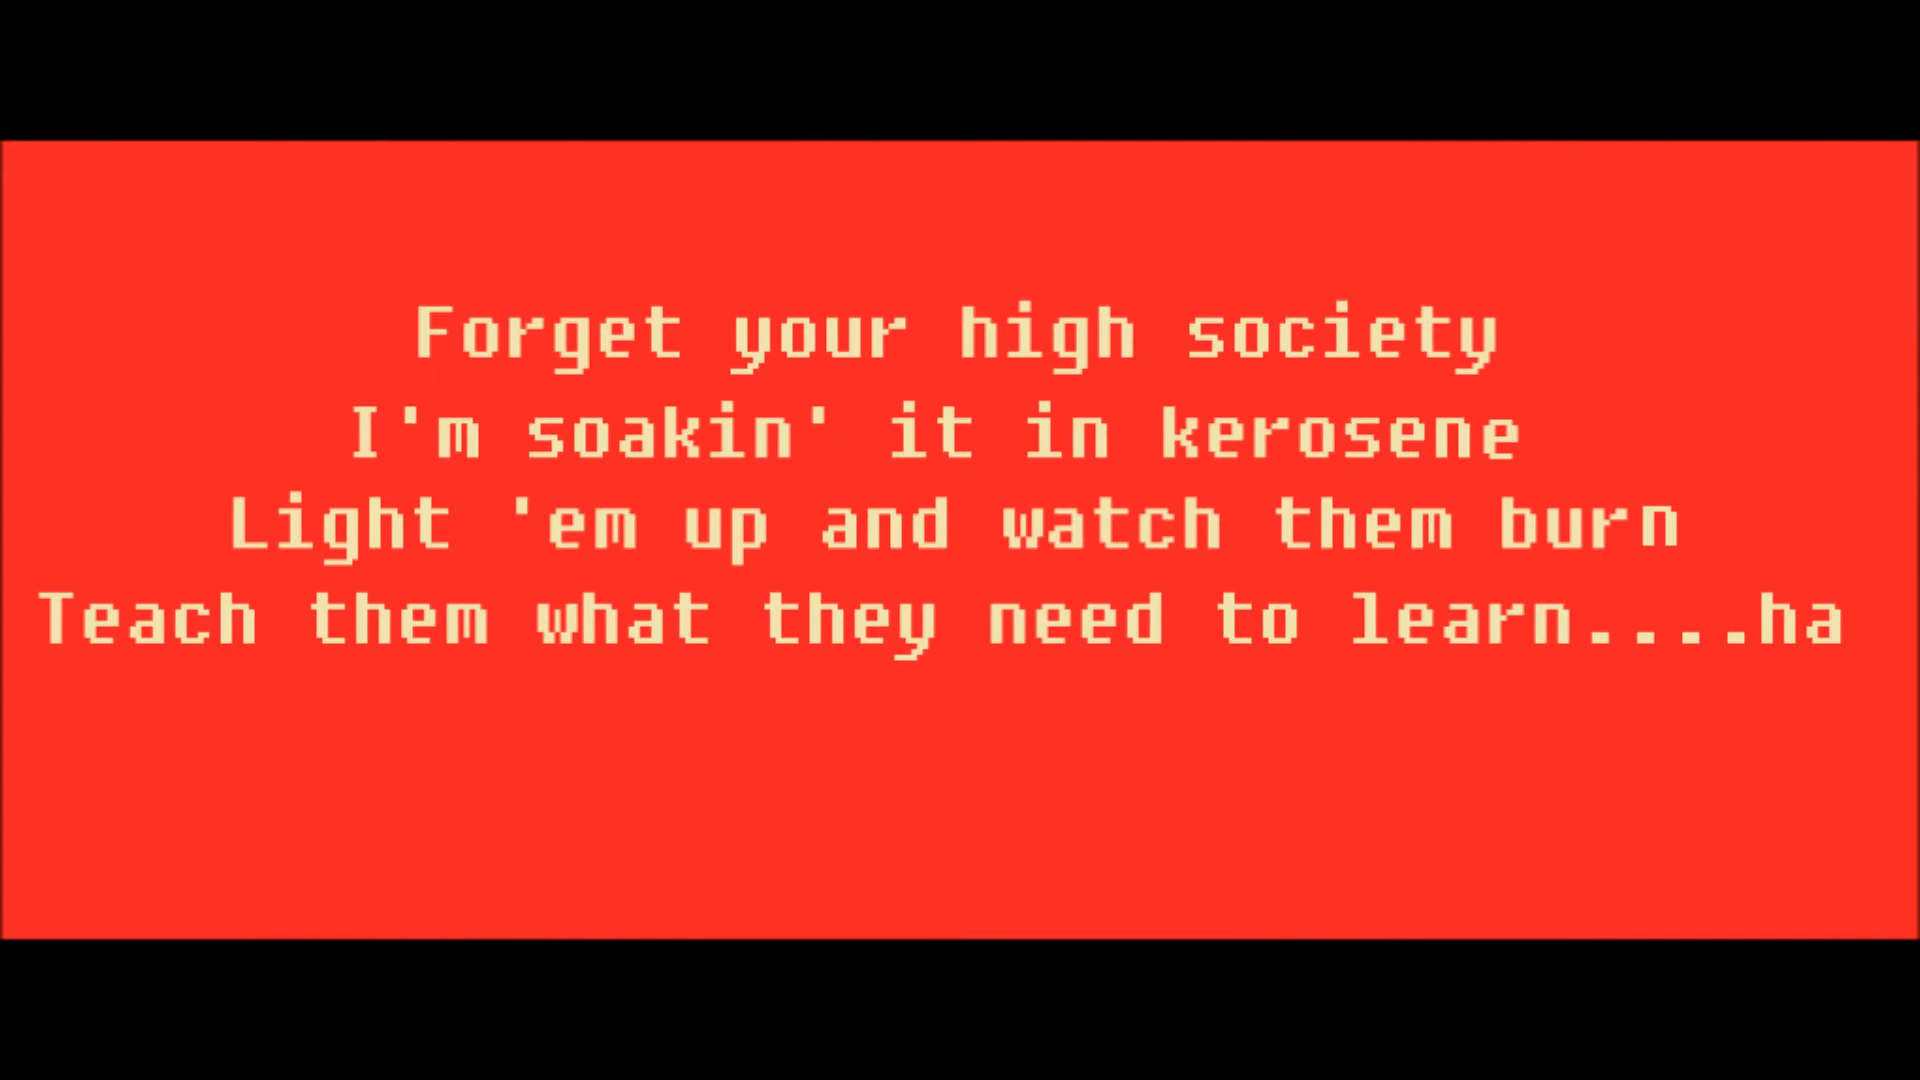 Forget your high society
I'm soakin' it in kerosene
Light 'em up and watch them burn
Teach them what they need to learn....ha